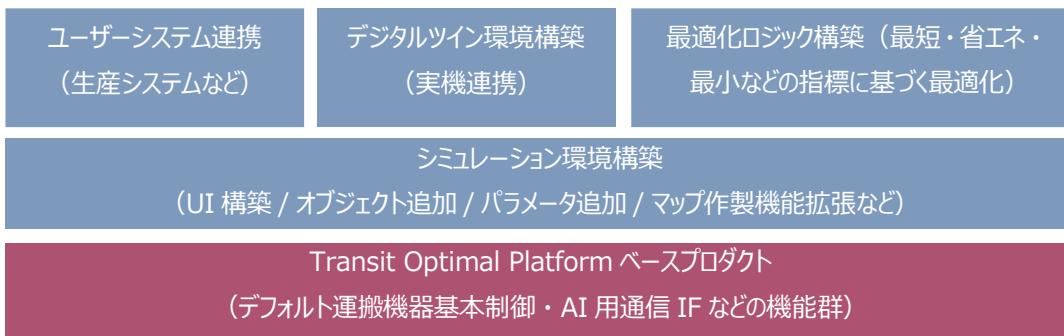 ユーザーシステム連携
（生産システムなど）
デジタルツイン環境構築
（実機連携）
最適化ロジック構築（最短・省エネ・
最小などの指標に基づく最適化）
シミュレーション環境構築
（UI 構築 / オブジェクト追加 / パラメータ追加 / マップ作製機能拡張など）
Transit Optimal Platform ベースプロダクト
（デフォルト運搬機器基本制御・AI 用通信 IF などの機能群）